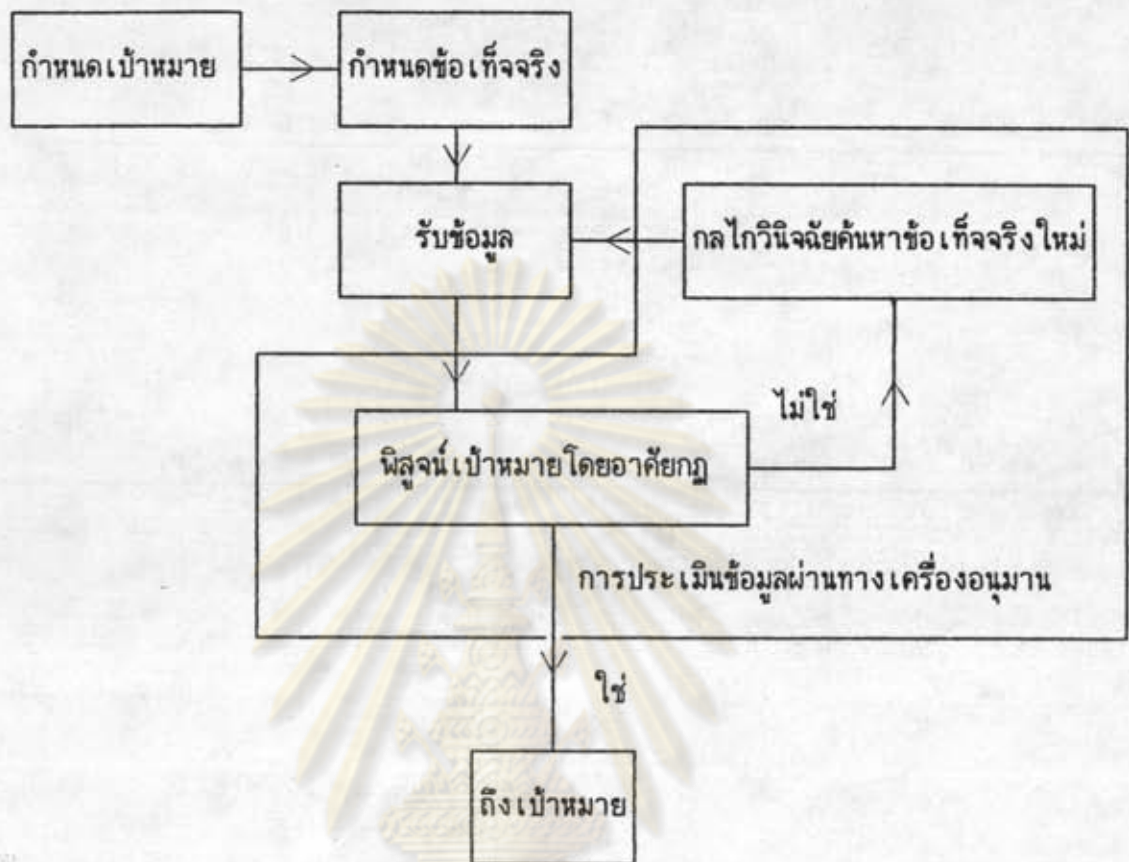 กำหนดเป้าหมาย
กำหนดข้อเท็จจริง
รับข้อมูล
กลไกวินิจฉัยค้นหาข้อเท็จจริงใหม่
ไม่ใช่
พิสูจน์เป้าหมายโดยอาศัยกฎ
การประเมินข้อมูลผ่านทางเครื่องอนุมาน
ใช่
ถึงเป้าหมาย